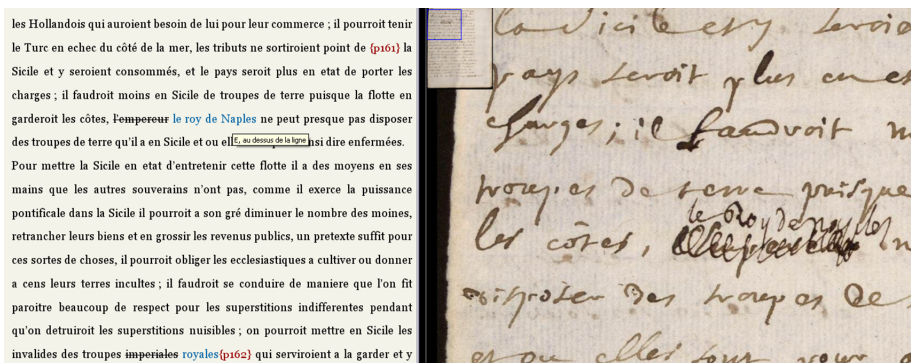 les Hollandois qui auroient besoin de lui pour leur commerce ; il pourroit tenir
le Turc en echec du côté de la mer, les tributs ne sortiroient point de {p161} la
Sicile et y seroient consommés, et le pays seroit plus en etat de porter les
charges ; il faudroit moins en Sicile de troupes de terre puisque la flotte en
garderoit les côtes, l'empereur le roy de Naples ne peut presque pas disposer
des troupes de terre qu'il a en Sicile et ou ell nsi dire enfermées.
E, au dessus de la ligne
Pour mettre la Sicile en etat d'entretenir cette flotte il a des moyens en ses
mains que les autres souverains n'ont pas, comme il exerce la puissance
pontificale dans la Sicile il pourroit a son gré diminuer le nombre des moines,
retrancher leurs biens et en grossir les revenus publics, un pretexte suffit pour
ces sortes de choses, il pourroit obliger les ecclesiastiques a cultiver ou donner
a cens leurs terres incultes ; il faudroit se conduire de maniere que l'on fit
paroitre beaucoup de respect pour les superstitions indifferentes pendant
qu'on detruiroit les superstitions nuisibles ; on pourroit mettre en Sicile les
invalides des troupes imperiales royales{p162} qui serviroient a la garder et y
la Sicile et y seroie
pays seroit plus en e
charges ; il faudroit m
troupes de terre puisque
le Roy de naples
les côtes, n
disposer des troupes de
et ou elles sont pour